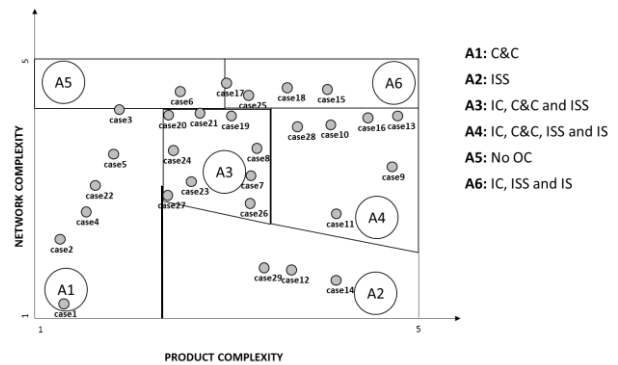 5
A5
A6
case17
case18
case15
case6
case25
case3
case20
case21
case19
case28
case10
case16
case13
case5
case24
case8
A3
case7
case9
case22
case23
case27
case26
case4
case11
A4
case2
case29
case12
case14
A2
A1
case1
1
1
5
NETWORK COMPLEXITY
PRODUCT COMPLEXITY
A1: C&C
A2: ISS
A3: IC, C&C and ISS
A4: IC, C&C, ISS and IS
A5: No OC
A6: IC, ISS and IS